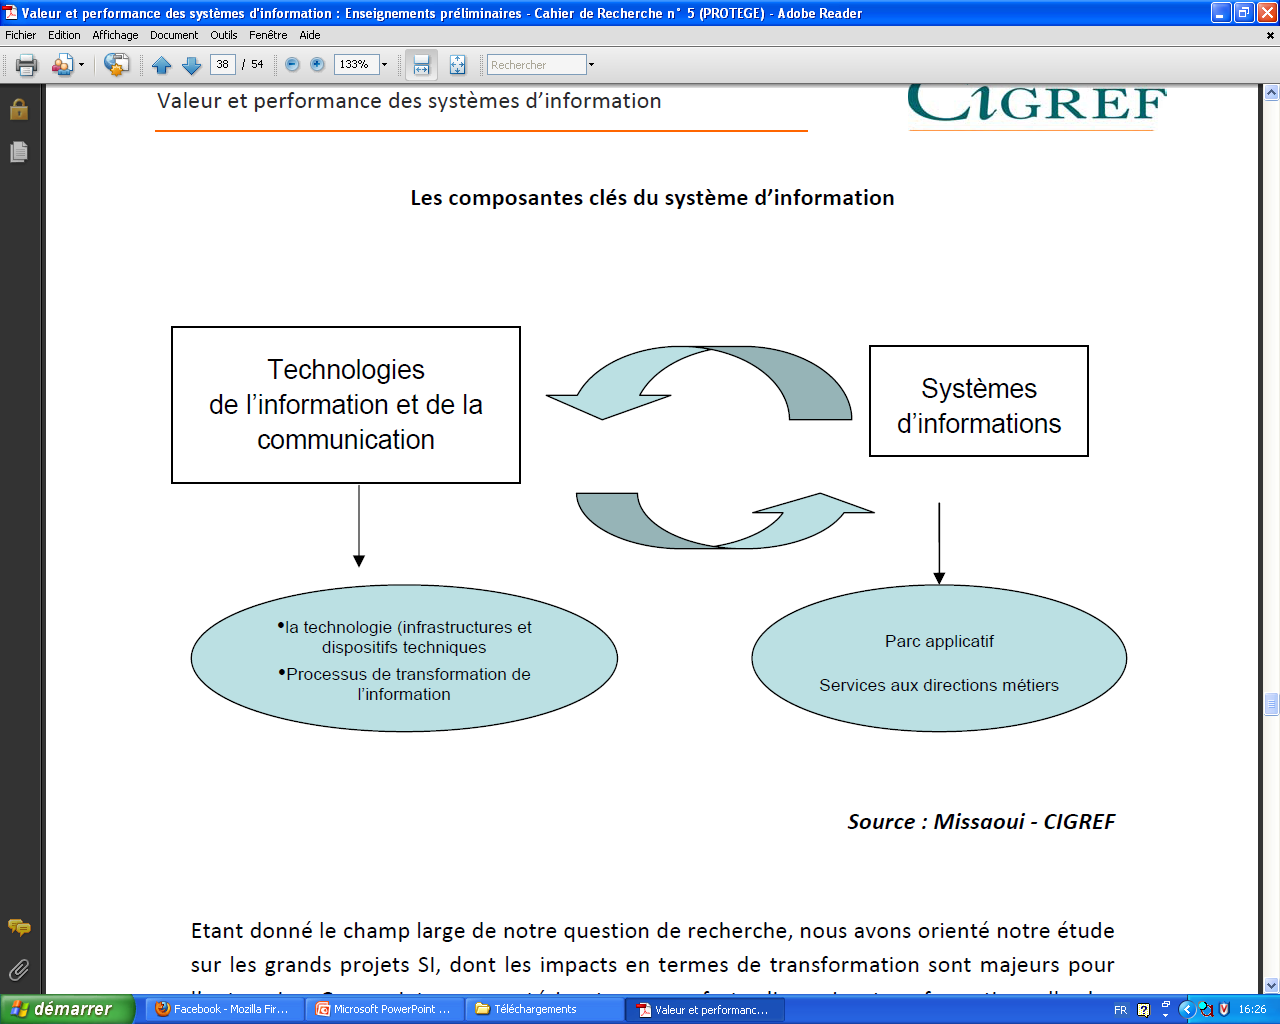 Valeur et performance des systèmes d'information : Enseignements préliminaires - Cahier de Recherche n° 5 (PROTEGE) - Adobe Reader
Fichier Edition Affichage Document Outils Fenêtre Aide
38 / 54 133% Rechercher
Valeur et performance des systèmes d’information
CIGREF
Les composantes clés du système d’information
Technologies
de l’information et de la
communication
Systèmes
d’informations
•la technologie (infrastructures et
dispositifs techniques
•Processus de transformation de
l’information
Parc applicatif
Services aux directions métiers
Source : Missaoui - CIGREF
Etant donné le champ large de notre question de recherche, nous avons orienté notre étude
sur les grands projets SI, dont les impacts en termes de transformation sont majeurs pour
démarrer Facebook - Mozilla Fir... Microsoft PowerPoint ... Téléchargements Valeur et performanc... FR 16:26